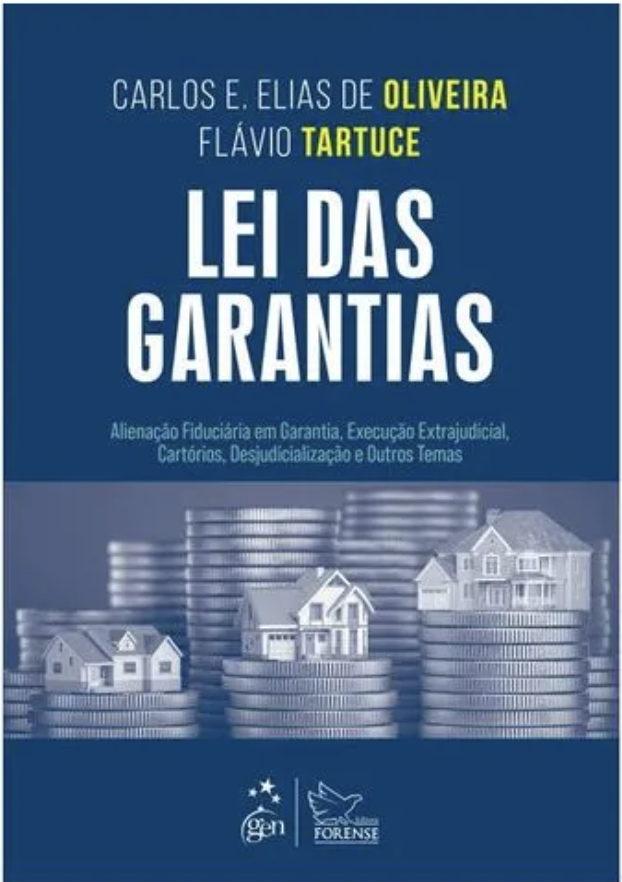 CARLOS E. ELIAS DE OLIVEIRA
FLÁVIO TARTUCE
LEI DAS
GARANTIAS
Alienação Fiduciária em Garantia, Execução Extrajudicial,
Cartórios, Desjudicialização e Outros Temas
gen
editora
FORENSE